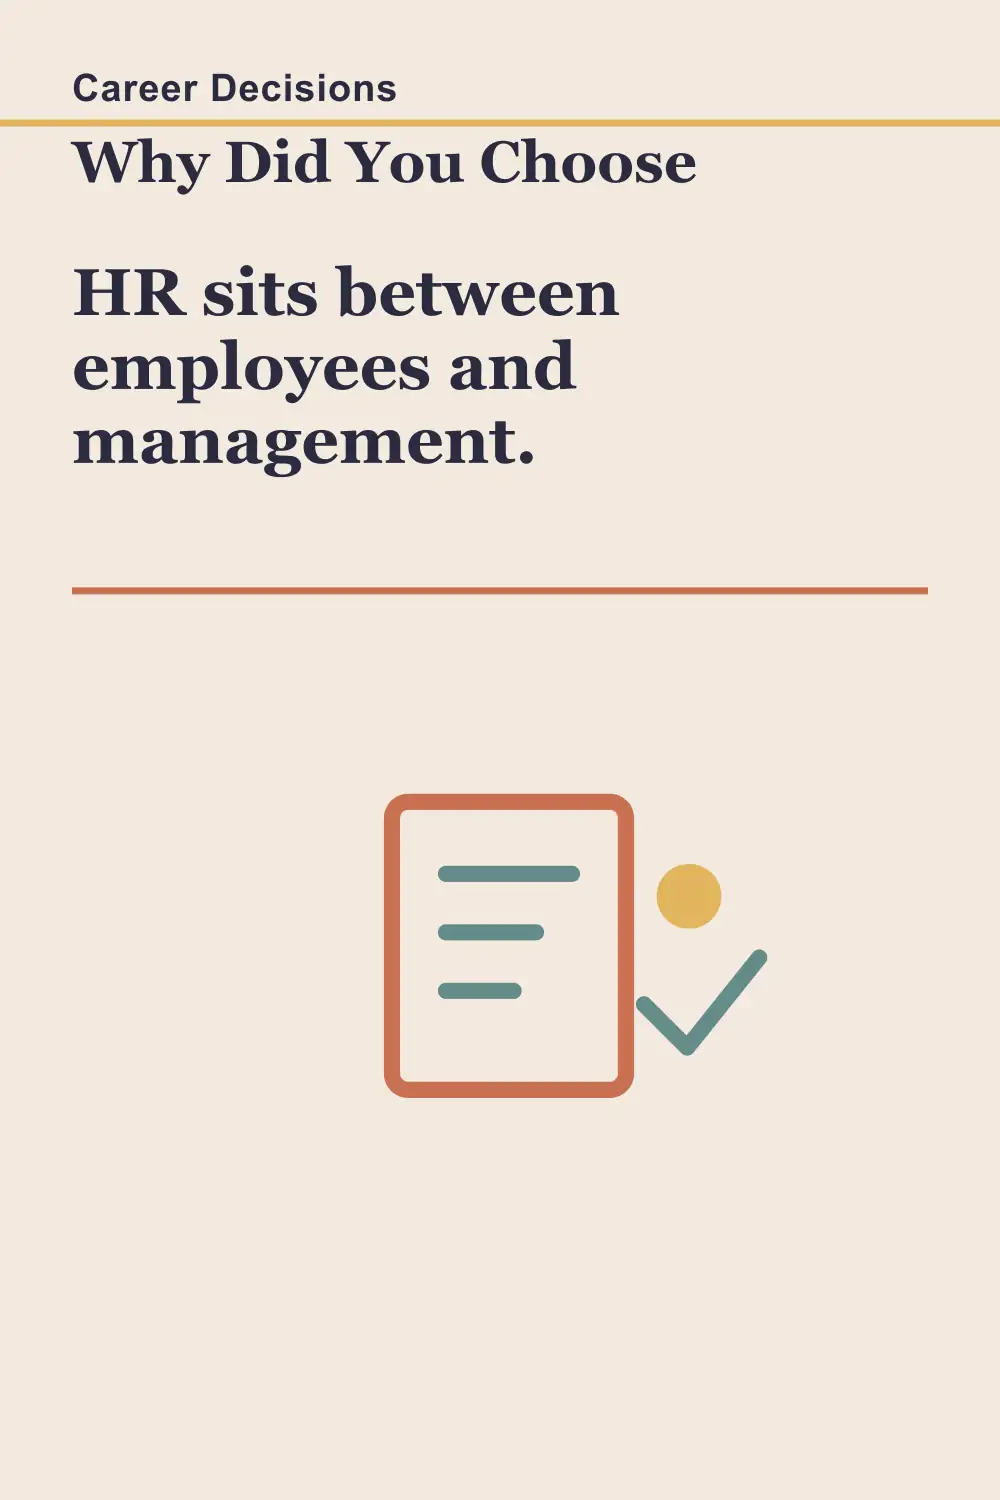 Career Decisions
Why Did You Choose
HR sits between
employees and
management.